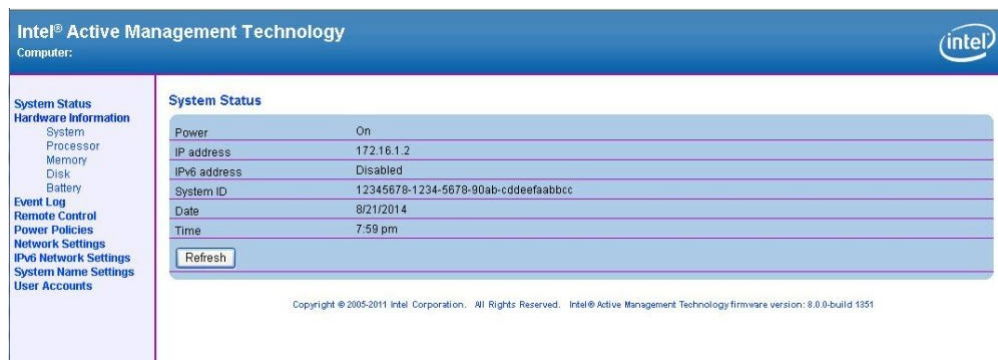 Intel® Active Management Technology
Computer:
intel
System Status
Hardware Information
System
Processor
Memory
Disk
Battery
Event Log
Remote Control
Power Policies
Network Settings
IPv6 Network Settings
System Name Settings
User Accounts
System Status
Power On
IP address 172.16.1.2
IPv6 address Disabled
System ID 12345678-1234-5678-90ab-cddeefaabbcc
Date 8/21/2014
Time 7:59 pm
Refresh
Copyright © 2005-2011 Intel Corporation. All Rights Reserved. Intel® Active Management Technology firmware version: 8.0.0-build 1351